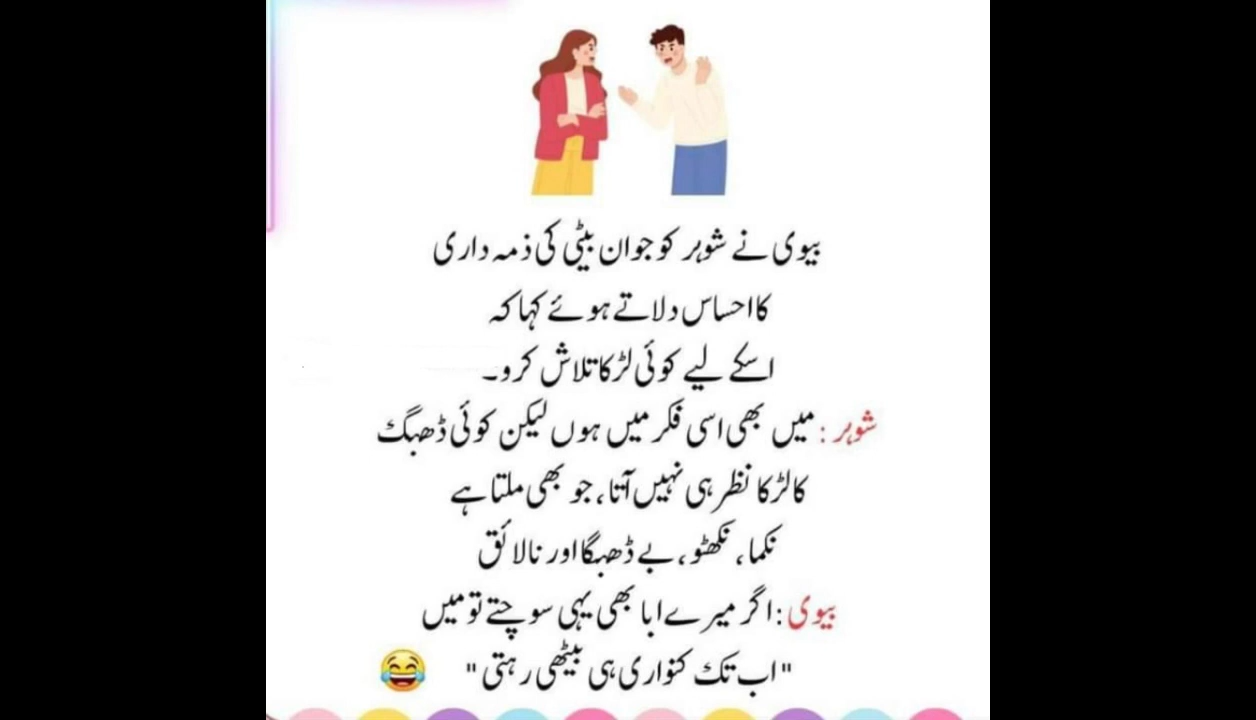 بیوی نے شوہر کو جوان بیٹی کی ذمہ داری
کا احساس دلاتے ہوئے کہا کہ
اسکے لیے کوئی لڑکا تلاش کرو۔
شوہر : میں بھی اسی فکر میں ہوں لیکن کوئی ڈھنگ
کا لڑکا نظر ہی نہیں آتا، جو بھی ملتا ہے
نکما، نکھٹو، بے ڈھنگا اور نالائق
بیوی : اگر میرے ابا بھی یہی سوچتے تو میں
"اب تک کنواری ہی بیٹھی رہتی" 😂